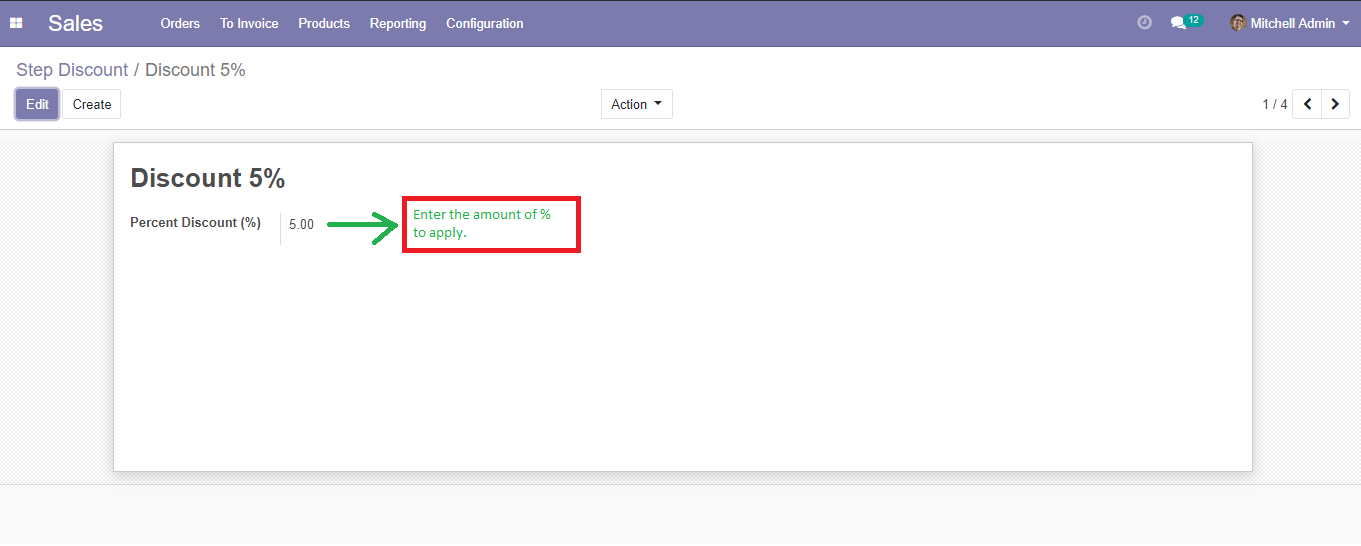 Sales Orders To Invoice Products Reporting Configuration 12 Mitchell Admin
Step Discount / Discount 5%
Edit Create Action 1 / 4
Discount 5%
Percent Discount (%) 5.00
Enter the amount of %
to apply.